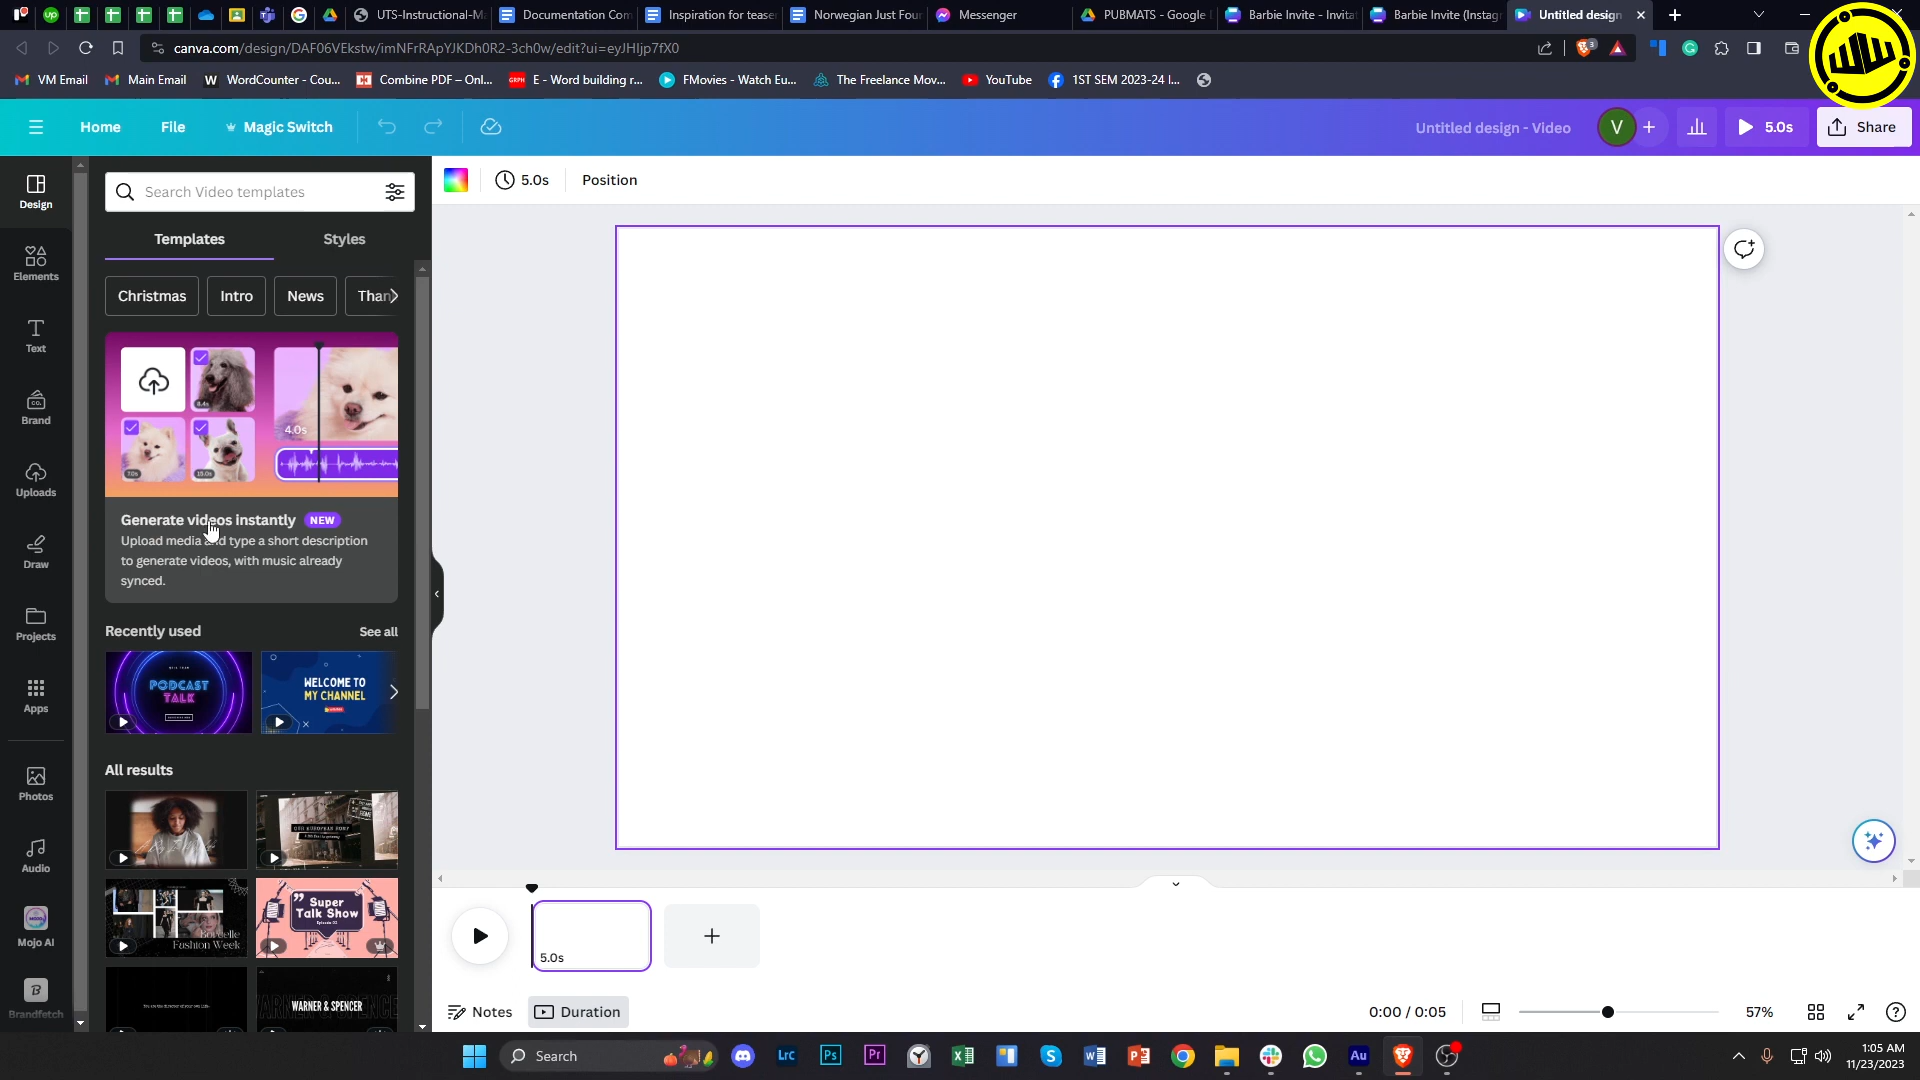 UTS-Instructional-Ma
Documentation Com
Inspiration for tease
Norwegian Just Four
Messenger
PUBMATS - Google
Barbie Invite - Invitat
Barbie Invite (Instag
Untitled design
canva.com/design/DAF06VEkstw/imNFrRApYJKDh0R2-3ch0w/edit?ui=eyJHIjp7fX0
VM Email
Main Email
WordCounter - Cou...
Combine PDF – Onl...
E - Word building r...
FMovies - Watch Eu...
The Freelance Mov...
YouTube
1ST SEM 2023-24 I...
Home
File
Magic Switch
Untitled design - Video
V
5.0s
Share
Design
Elements
Text
Brand
Uploads
Draw
Projects
Apps
Photos
Audio
Mojo AI
Brandfetch
Search Video templates
Templates
Styles
Christmas
Intro
News
Than
4.0s
Generate videos instantly NEW
Upload media and type a short description
to generate videos, with music already
synced.
Recently used
See all
PODCAST
TALK
WELCOME TO
MY CHANNEL
All results
Fashion Week
Super
Talk Show
WARNER & SPENCER
5.0s
Position
5.0s
Notes
Duration
0:00 / 0:05
57%
Search
Lrc
Ps
Pr
Au
1:05 AM
11/23/2023